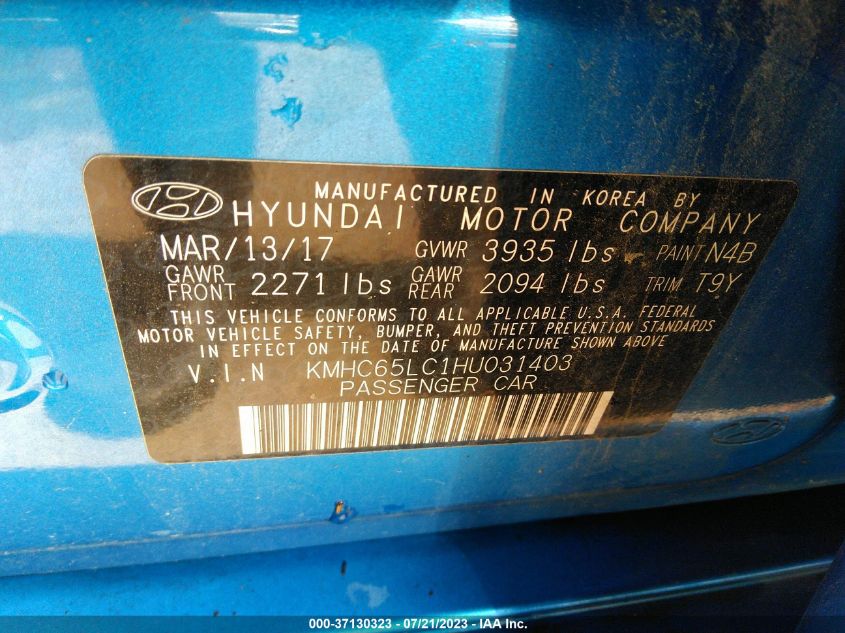 MANUFACTURED IN KOREA BY
HYUNDAI MOTOR COMPANY
MAR/13/17 GVWR 3935 lbs PAINT N4B
GAWR FRONT 2271 lbs GAWR REAR 2094 lbs TRIM T9Y
THIS VEHICLE CONFORMS TO ALL APPLICABLE U.S.A. FEDERAL
MOTOR VEHICLE SAFETY, BUMPER, AND THEFT PREVENTION STANDARDS
IN EFFECT ON THE DATE OF MANUFACTURE SHOWN ABOVE
V.I.N KMHC65LC1HU031403
PASSENGER CAR
000-37130323 - 07/21/2023 - IAA Inc.